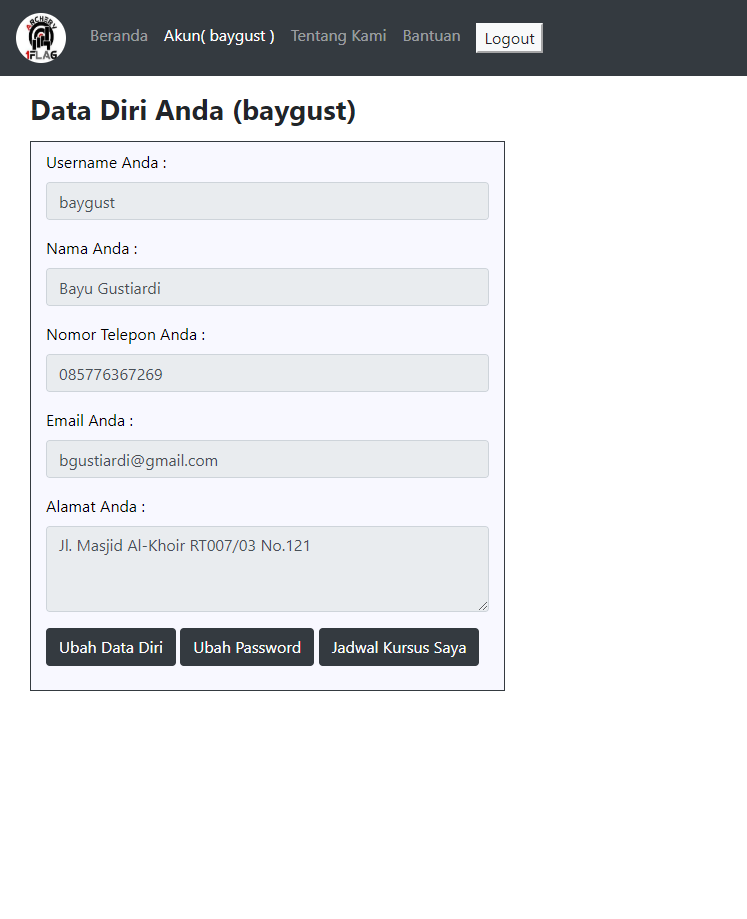 ARCHERY
1FLAG
Beranda Akun( baygust ) Tentang Kami Bantuan Logout
Data Diri Anda (baygust)
Username Anda :
baygust
Nama Anda :
Bayu Gustiardi
Nomor Telepon Anda :
085776367269
Email Anda :
bgustiardi@gmail.com
Alamat Anda :
Jl. Masjid Al-Khoir RT007/03 No.121
Ubah Data Diri Ubah Password Jadwal Kursus Saya